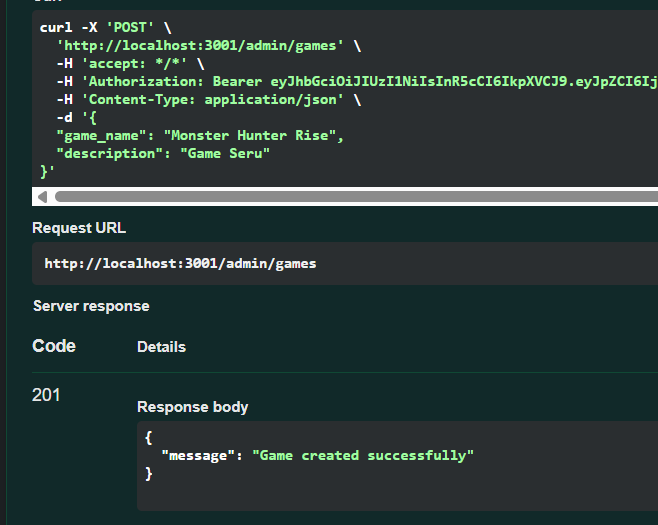 curl -X 'POST' \
'http://localhost:3001/admin/games' \
-H 'accept: */*' \
-H 'Authorization: Bearer eyJhbGciOiJIUzI1NiIsInR5cCI6IkpXVCJ9.eyJpZCI6Ij
-H 'Content-Type: application/json' \
-d '{
"game_name": "Monster Hunter Rise",
"description": "Game Seru"
}'
Request URL
http://localhost:3001/admin/games
Server response
Code
Details
201
Response body
{
"message": "Game created successfully"
}